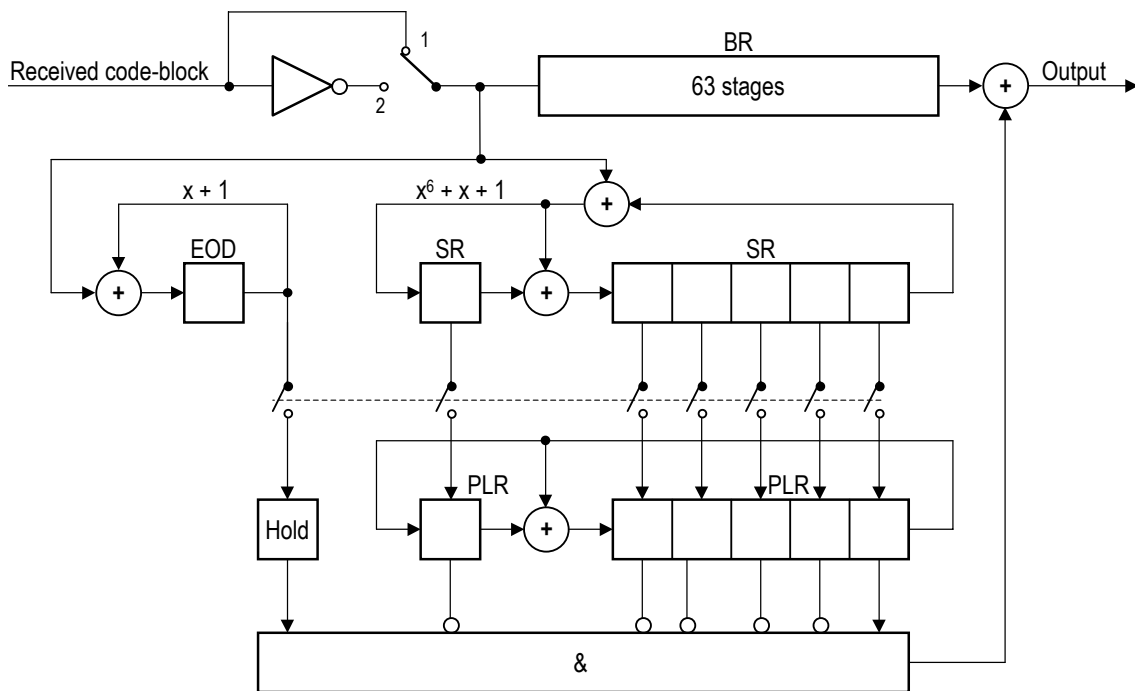 BR
1
Received code-block
63 stages
+
Output
2
x + 1
x⁶ + x + 1
+
EOD
SR
SR
+
+
PLR
PLR
Hold
+
&